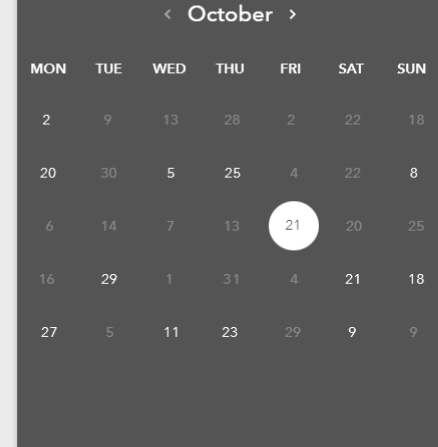 ‹ October ›
MON TUE WED THU FRI SAT SUN
2 9 13 28 2 22 18
20 30 5 25 4 22 8
6 14 7 13 21 20 25
16 29 1 31 4 21 18
27 5 11 23 29 9 9